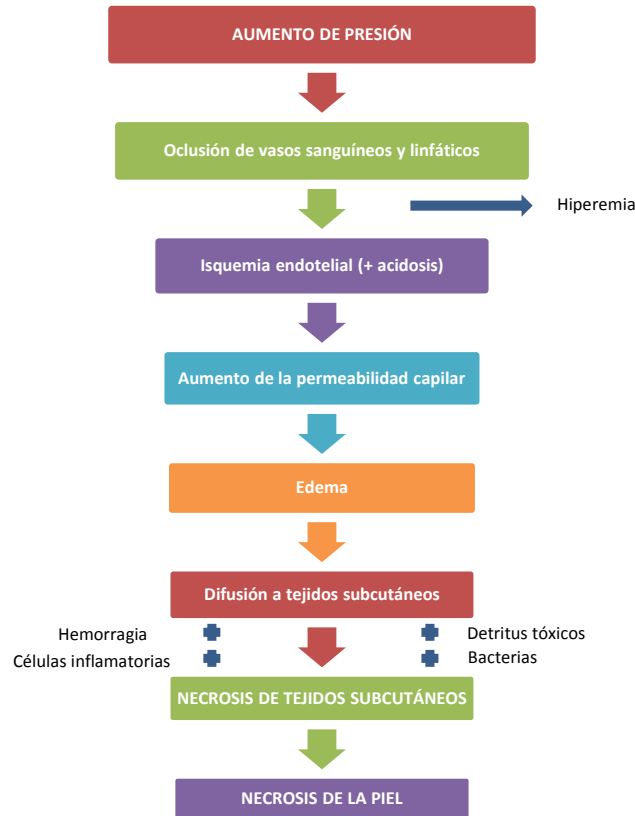 AUMENTO DE PRESIÓN
Oclusión de vasos sanguíneos y linfáticos
Hiperemia
Isquemia endotelial (+ acidosis)
Aumento de la permeabilidad capilar
Edema
Difusión a tejidos subcutáneos
Hemorragia
Detritus tóxicos
Células inflamatorias
Bacterias
NECROSIS DE TEJIDOS SUBCUTÁNEOS
NECROSIS DE LA PIEL